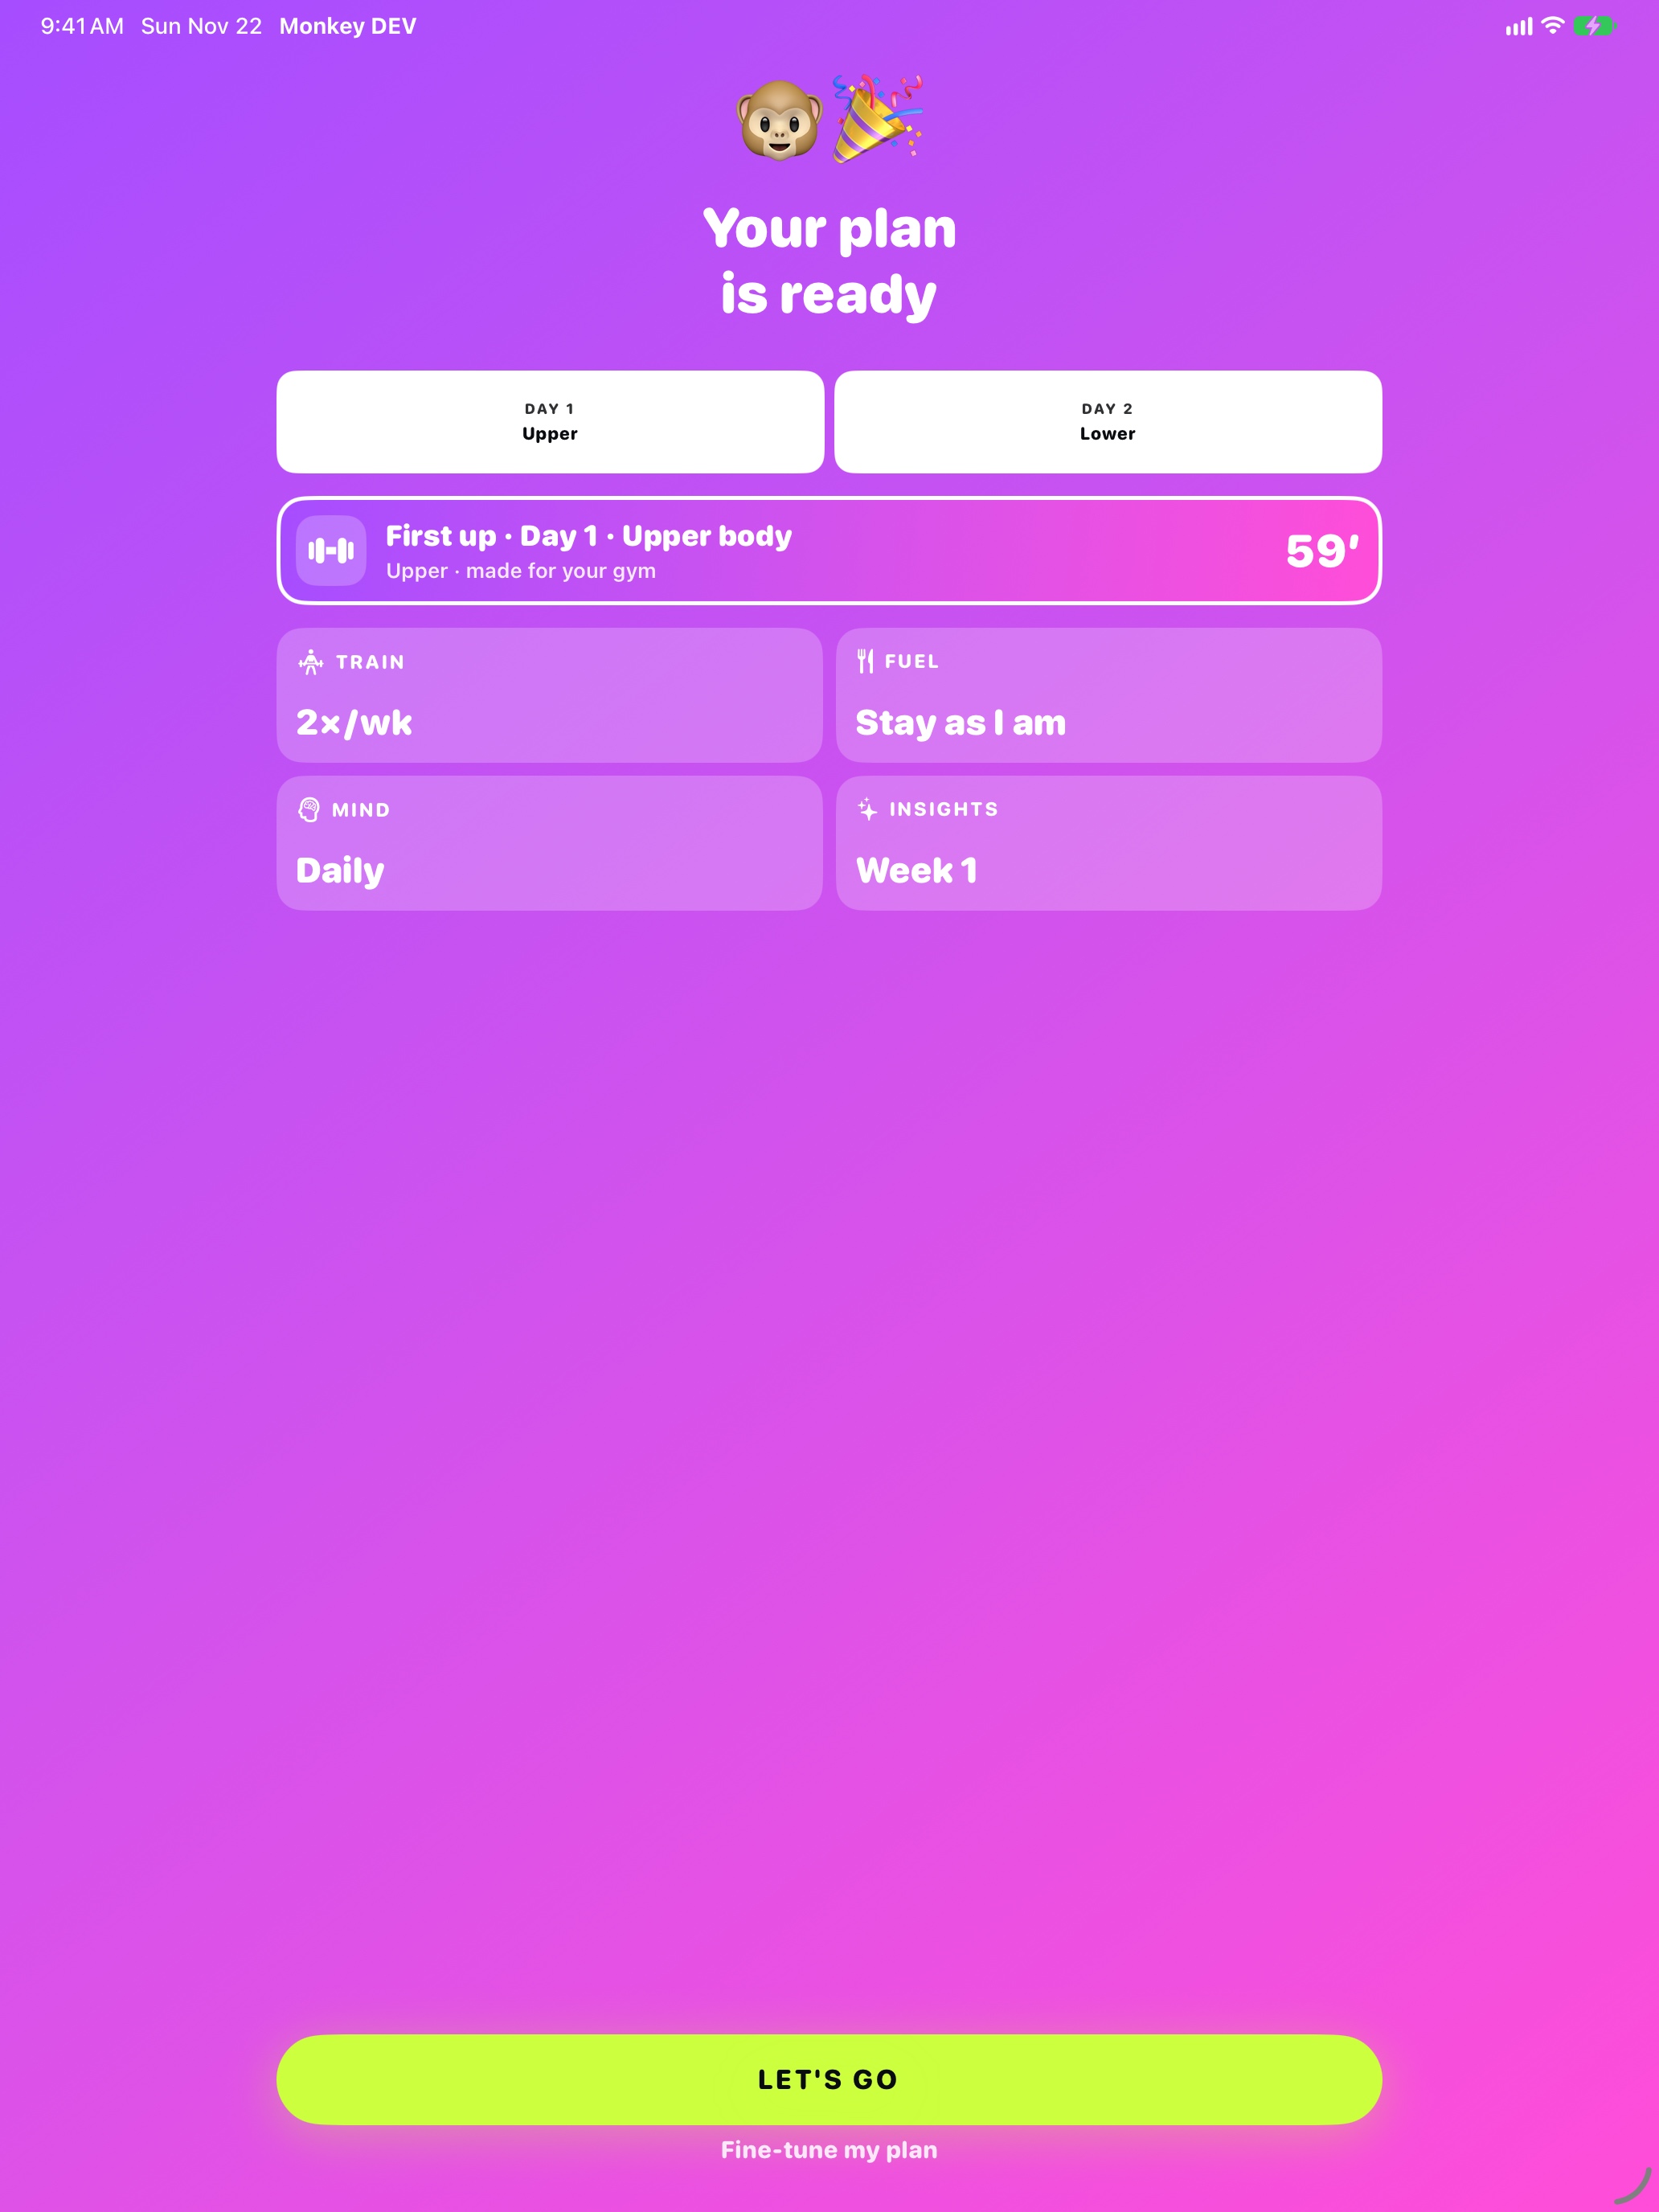 9:41 AM Sun Nov 22 Monkey DEV
Your plan
is ready
DAY 1
Upper
DAY 2
Lower
First up · Day 1 · Upper body
Upper · made for your gym
59′
TRAIN
2×/wk
FUEL
Stay as I am
MIND
Daily
INSIGHTS
Week 1
LET'S GO
Fine-tune my plan